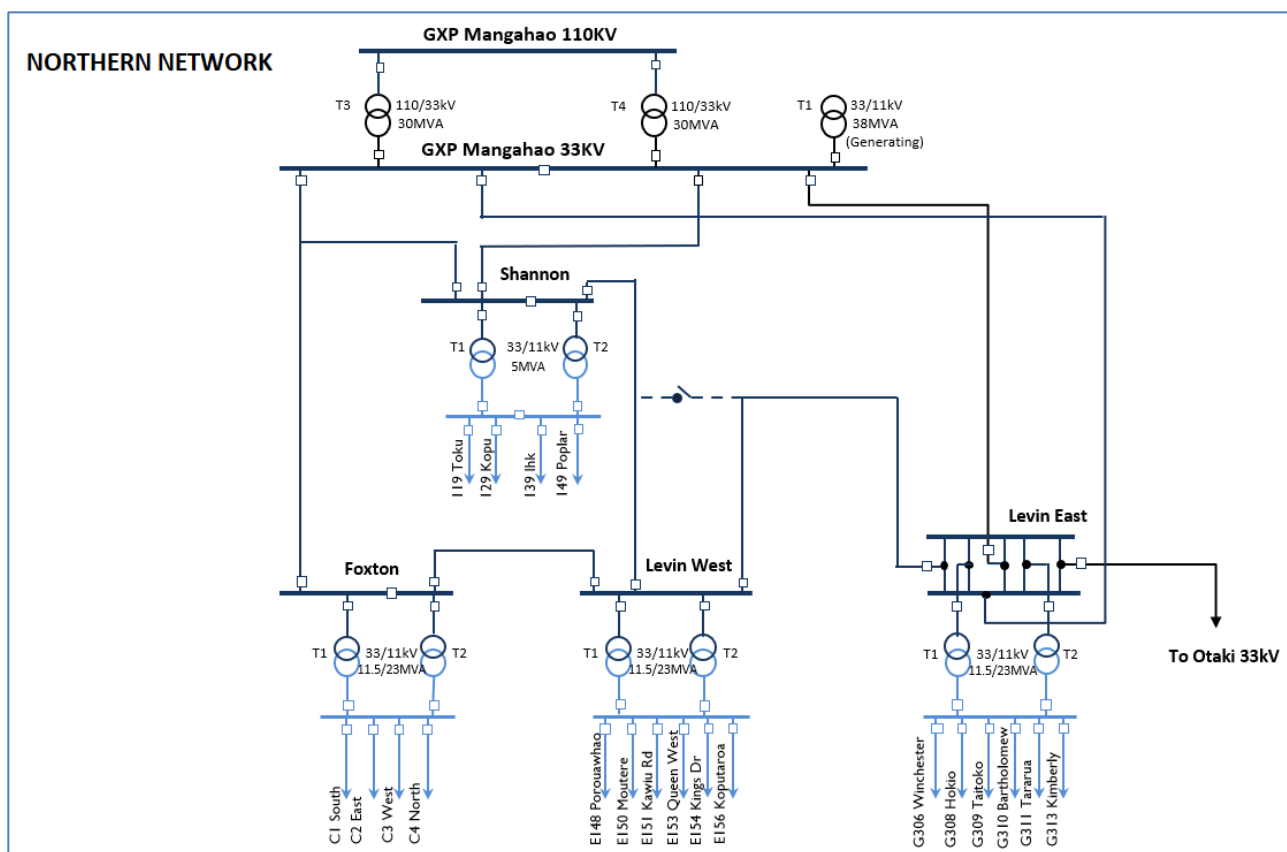 GXP Mangahao 110KV
NORTHERN NETWORK
T3
110/33kV
30MVA
T4
110/33kV
30MVA
T1
33/11kV
38MVA
(Generating)
GXP Mangahao 33KV
Shannon
T1
33/11kV
5MVA
T2
I19 Toku
I29 Kopu
I39 Ihk
I49 Poplar
Foxton
T1
33/11kV
11.5/23MVA
T2
C1 South
C2 East
C3 West
C4 North
Levin West
T1
33/11kV
11.5/23MVA
T2
E148 Porouawhao
E150 Moutere
E151 Kawiu Rd
E153 Queen West
E154 Kings Dr
E156 Koputaroa
Levin East
T1
33/11kV
11.5/23MVA
T2
G306 Winchester
G308 Hokio
G309 Taitoko
G310 Bartholomew
G311 Tararua
G313 Kimberly
To Otaki 33kV